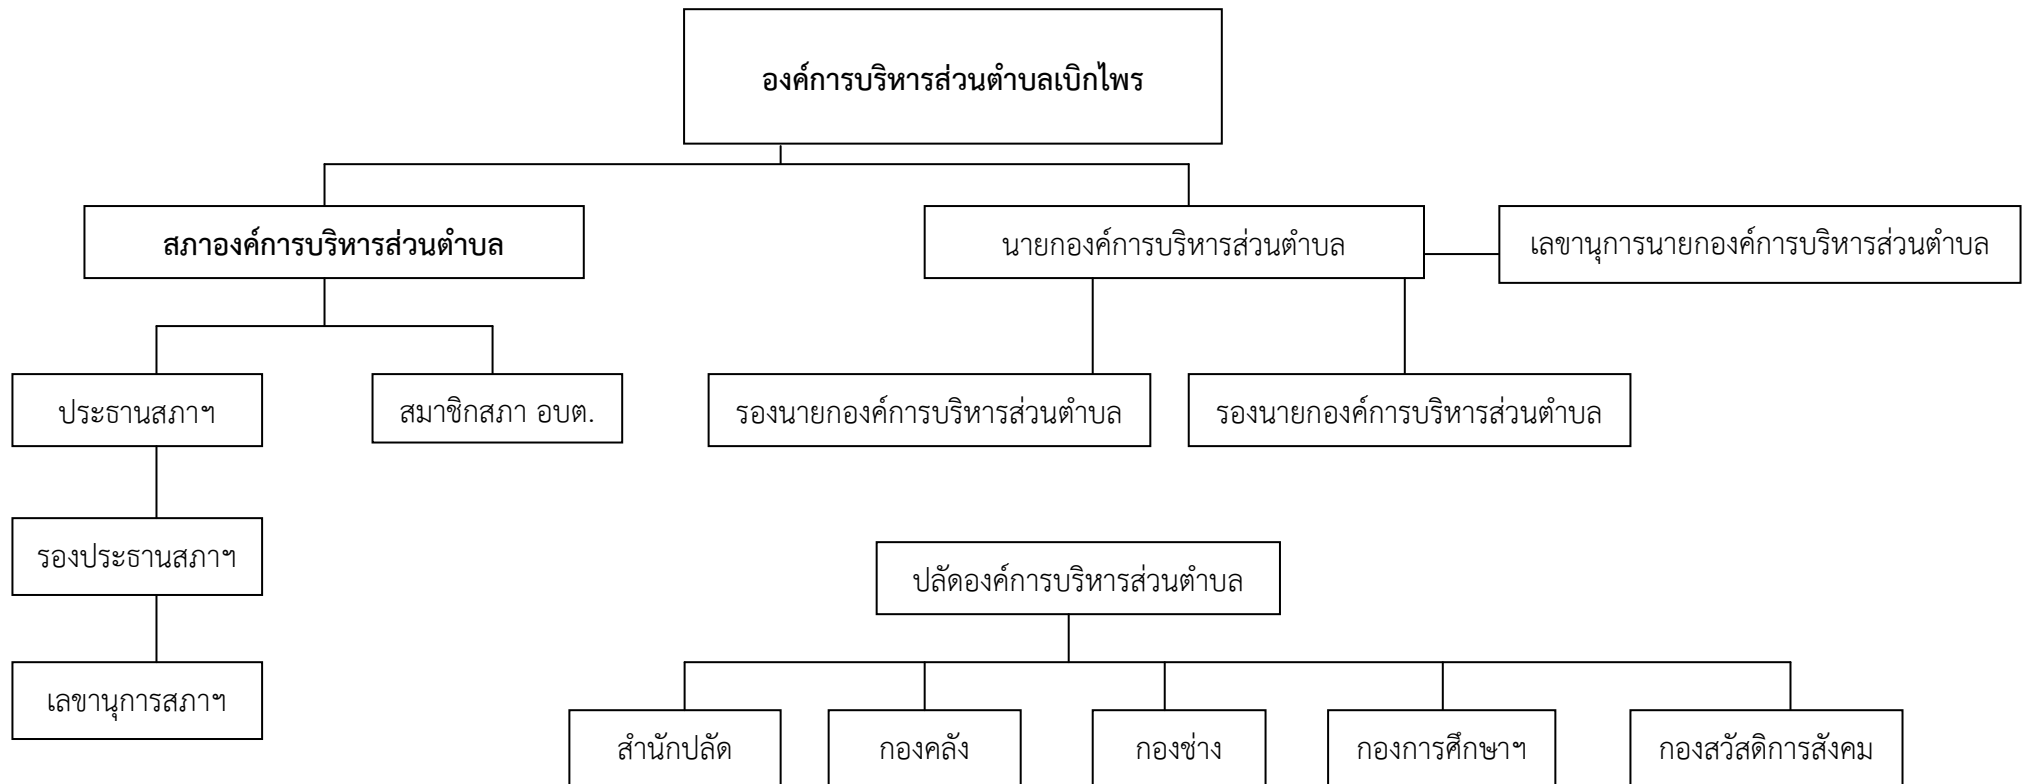 องค์การบริหารส่วนตำบลเบิกไพร
สภาองค์การบริหารส่วนตำบล
นายกองค์การบริหารส่วนตำบล
เลขานุการนายกองค์การบริหารส่วนตำบล
ประธานสภาฯ
สมาชิกสภา อบต.
รองนายกองค์การบริหารส่วนตำบล
รองนายกองค์การบริหารส่วนตำบล
รองประธานสภาฯ
ปลัดองค์การบริหารส่วนตำบล
เลขานุการสภาฯ
สำนักปลัด
กองคลัง
กองช่าง
กองการศึกษาฯ
กองสวัสดิการสังคม